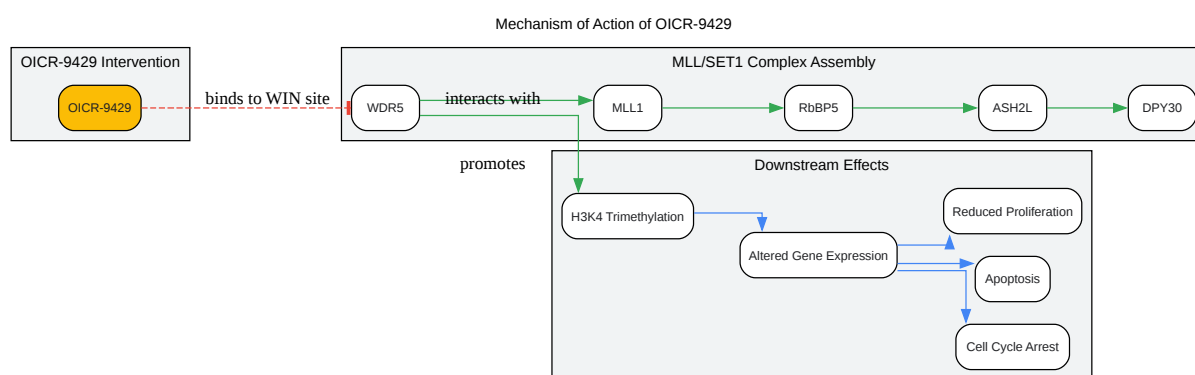 Mechanism of Action of OICR-9429
OICR-9429 Intervention
MLL/SET1 Complex Assembly
OICR-9429
binds to WIN site
WDR5
interacts with
MLL1
RbBP5
ASH2L
DPY30
promotes
Downstream Effects
H3K4 Trimethylation
Reduced Proliferation
Altered Gene Expression
Apoptosis
Cell Cycle Arrest